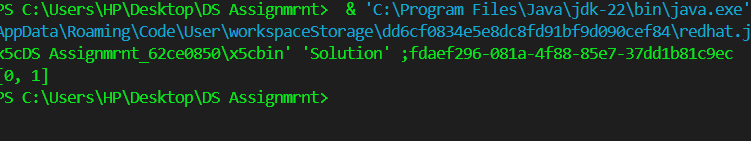 PS C:\Users\HP\Desktop\DS Assignmrnt>  & 'C:\Program Files\Java\jdk-22\bin\java.exe'
AppData\Roaming\Code\User\workspaceStorage\dd6cf0834e5e8dc8fd91bf9d090cef84\redhat.j
x5cDS Assignmrnt_62ce0850\x5cbin' 'Solution' ;fdaef296-081a-4f88-85e7-37dd1b81c9ec
[0, 1]
PS C:\Users\HP\Desktop\DS Assignmrnt>